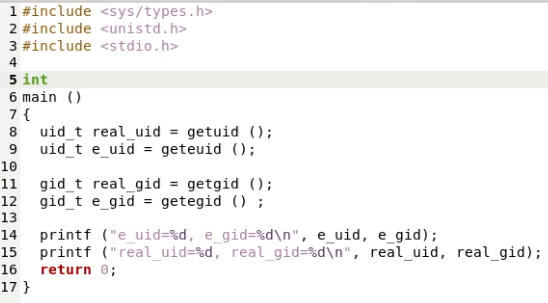 1 #include <sys/types.h>
2 #include <unistd.h>
3 #include <stdio.h>
4
5 int
6 main ()
7 {
8   uid_t real_uid = getuid ();
9   uid_t e_uid = geteuid ();
10
11   gid_t real_gid = getgid ();
12   gid_t e_gid = getegid () ;
13
14   printf ("e_uid=%d, e_gid=%d\n", e_uid, e_gid);
15   printf ("real_uid=%d, real_gid=%d\n", real_uid, real_gid);
16   return 0;
17 }